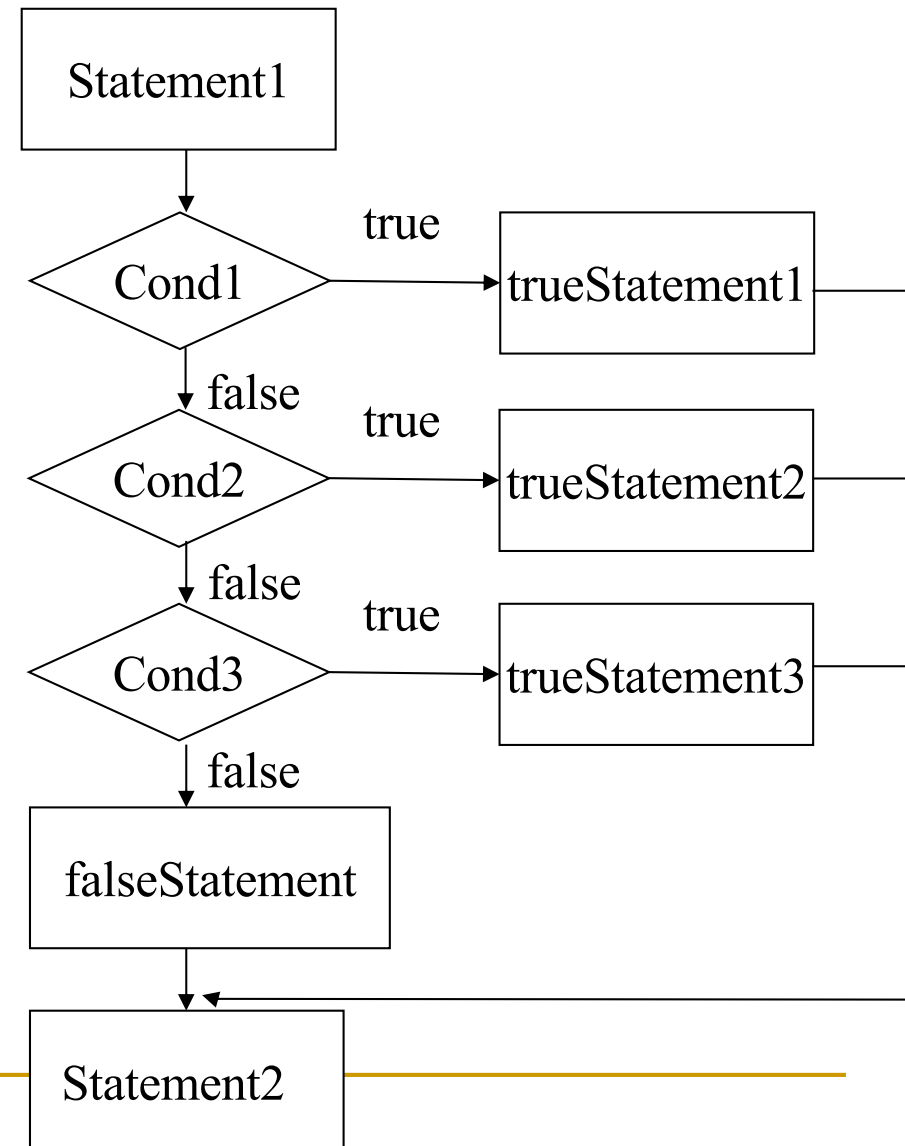 Statement1
true
Cond1
trueStatement1
false
true
Cond2
trueStatement2
false
true
Cond3
trueStatement3
false
falseStatement
Statement2